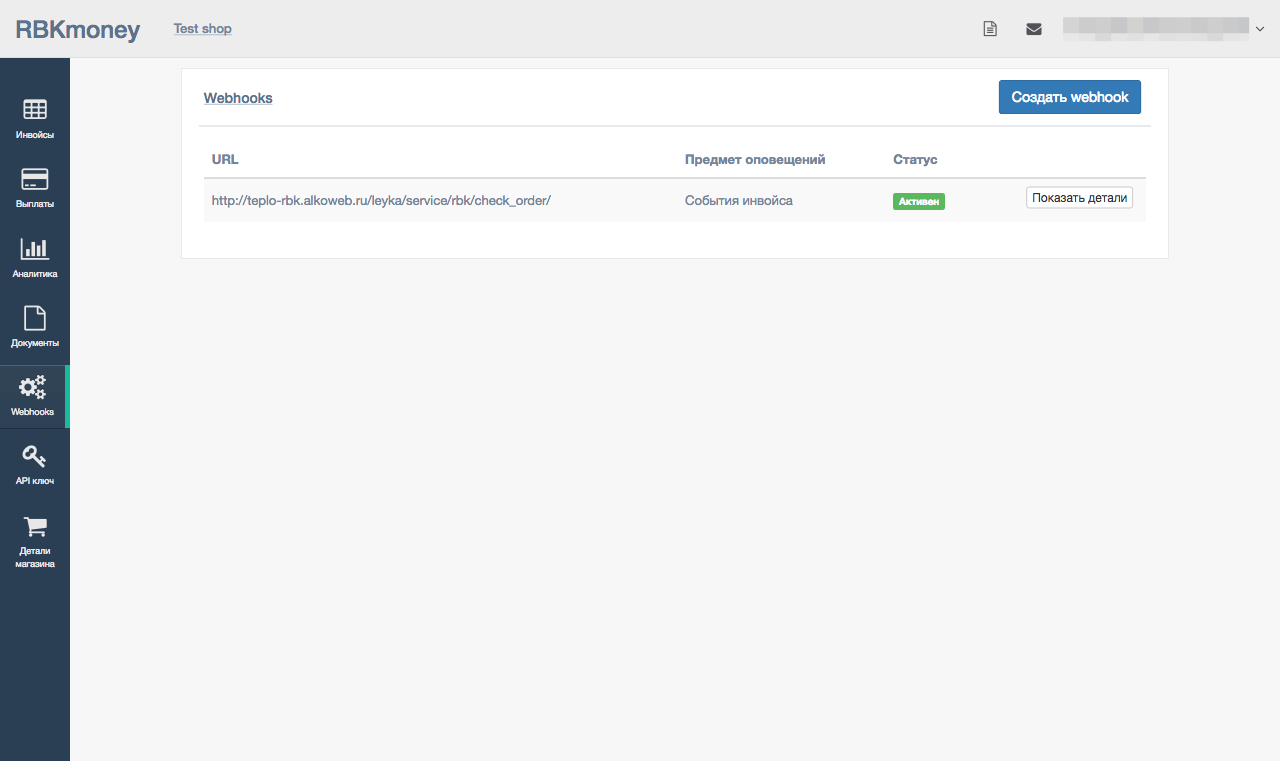 RBKmoney
Test shop
Инвойсы
Выплаты
Аналитика
Документы
Webhooks
API ключ
Детали
магазина
Webhooks
Создать webhook
URL Предмет оповещений Статус
http://teplo-rbk.alkoweb.ru/leyka/service/rbk/check_order/ События инвойса Активен Показать детали